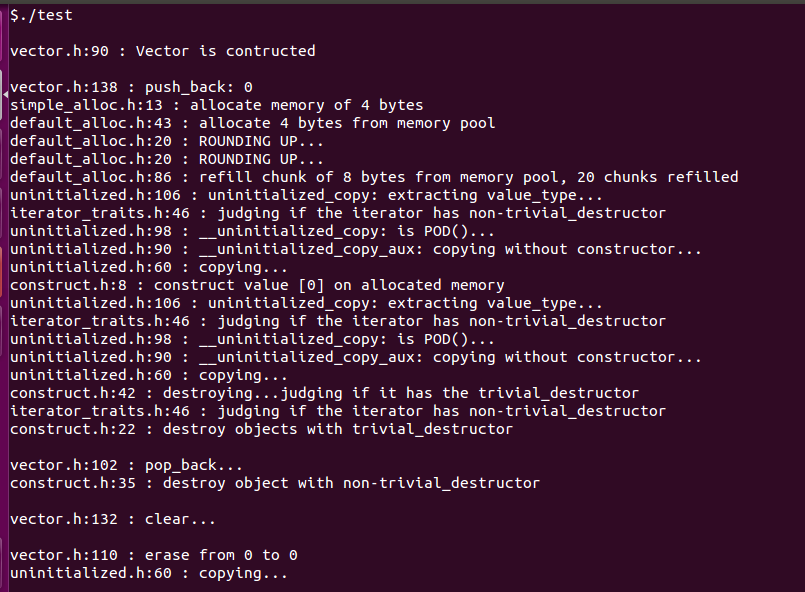 $./test
vector.h:90 : Vector is contructed
vector.h:138 : push_back: 0
simple_alloc.h:13 : allocate memory of 4 bytes
default_alloc.h:43 : allocate 4 bytes from memory pool
default_alloc.h:20 : ROUNDING UP...
default_alloc.h:20 : ROUNDING UP...
default_alloc.h:86 : refill chunk of 8 bytes from memory pool, 20 chunks refilled
uninitialized.h:106 : uninitialized_copy: extracting value_type...
iterator_traits.h:46 : judging if the iterator has non-trivial_destructor
uninitialized.h:98 : __uninitialized_copy: is POD()...
uninitialized.h:90 : __uninitialized_copy_aux: copying without constructor...
uninitialized.h:60 : copying...
construct.h:8 : construct value [0] on allocated memory
uninitialized.h:106 : uninitialized_copy: extracting value_type...
iterator_traits.h:46 : judging if the iterator has non-trivial_destructor
uninitialized.h:98 : __uninitialized_copy: is POD()...
uninitialized.h:90 : __uninitialized_copy_aux: copying without constructor...
uninitialized.h:60 : copying...
construct.h:42 : destroying...judging if it has the trivial_destructor
iterator_traits.h:46 : judging if the iterator has non-trivial_destructor
construct.h:22 : destroy objects with trivial_destructor
vector.h:102 : pop_back...
construct.h:35 : destroy object with non-trivial_destructor
vector.h:132 : clear...
vector.h:110 : erase from 0 to 0
uninitialized.h:60 : copying...